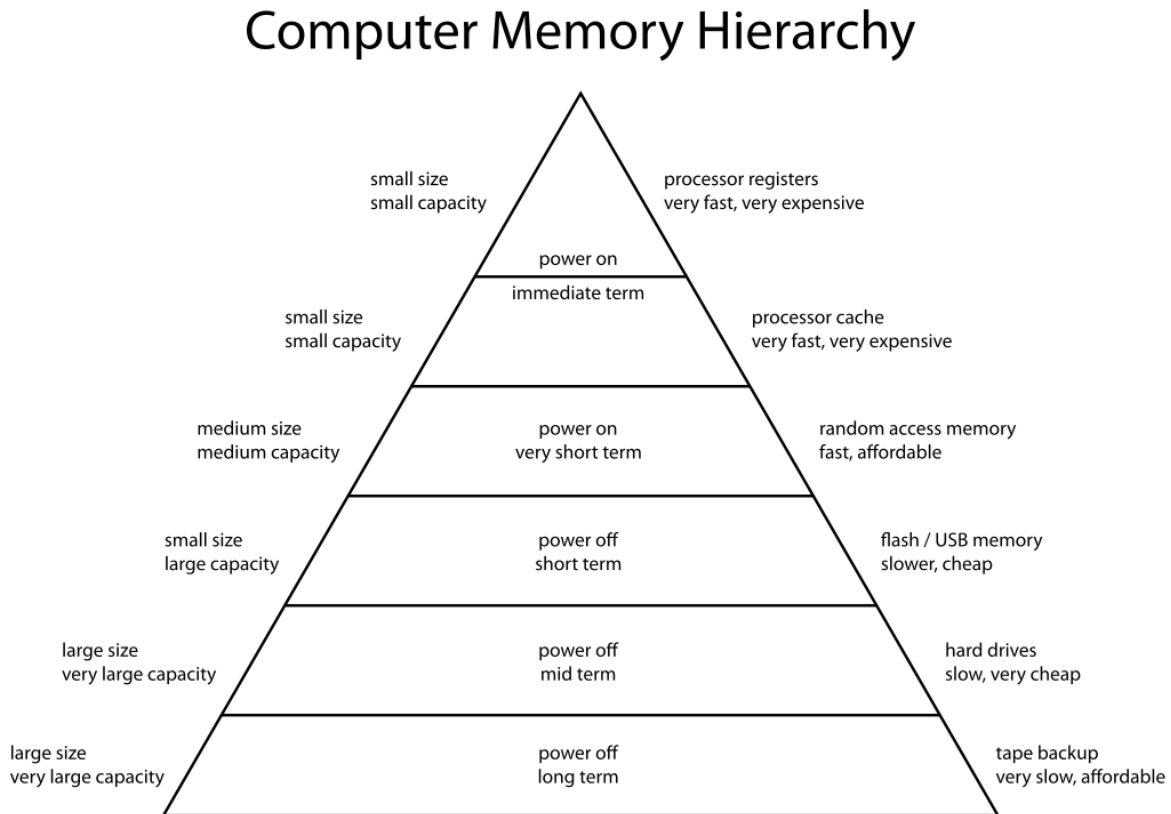 Computer Memory Hierarchy
small size
small capacity
processor registers
very fast, very expensive
power on
immediate term
small size
small capacity
processor cache
very fast, very expensive
medium size
medium capacity
power on
very short term
random access memory
fast, affordable
small size
large capacity
power off
short term
flash / USB memory
slower, cheap
large size
very large capacity
power off
mid term
hard drives
slow, very cheap
large size
very large capacity
power off
long term
tape backup
very slow, affordable